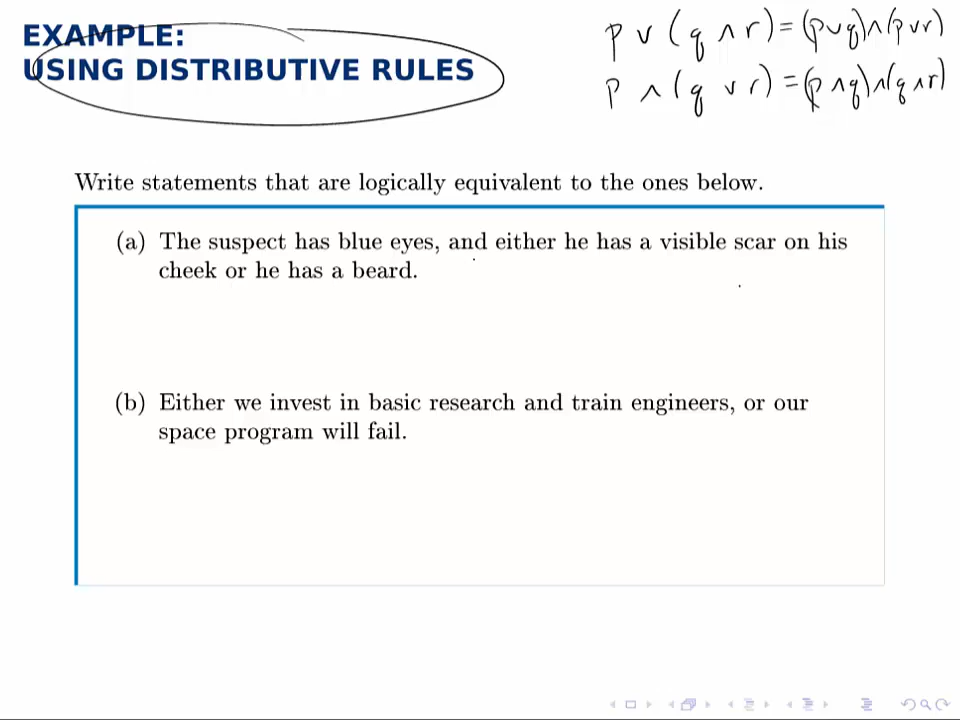 EXAMPLE:
USING DISTRIBUTIVE RULES
p ∨ (q ∧ r) = (p ∨ q) ∧ (p ∨ r)
p ∧ (q ∨ r) = (p ∧ q) ∧ (q ∧ r)
Write statements that are logically equivalent to the ones below.
(a) The suspect has blue eyes, and either he has a visible scar on his
cheek or he has a beard.
(b) Either we invest in basic research and train engineers, or our
space program will fail.